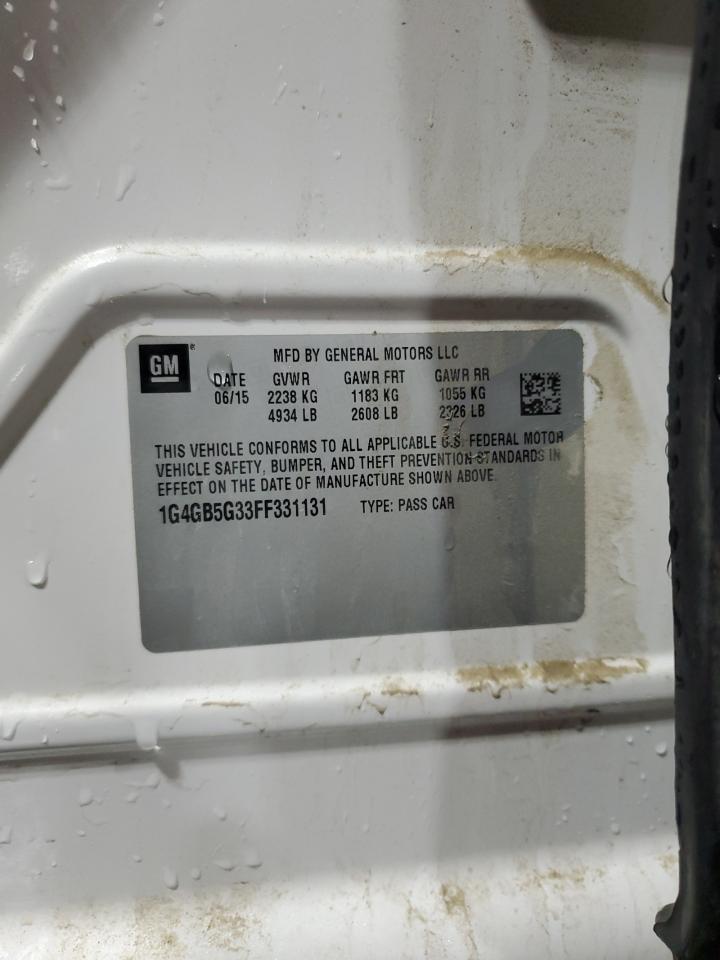 GM® MFD BY GENERAL MOTORS LLC
DATE GVWR GAWR FRT GAWR RR
06/15 2238 KG 1183 KG 1055 KG
4934 LB 2608 LB 2326 LB
THIS VEHICLE CONFORMS TO ALL APPLICABLE U.S. FEDERAL MOTOR
VEHICLE SAFETY, BUMPER, AND THEFT PREVENTION STANDARDS IN
EFFECT ON THE DATE OF MANUFACTURE SHOWN ABOVE.
1G4GB5G33FF331131 TYPE: PASS CAR